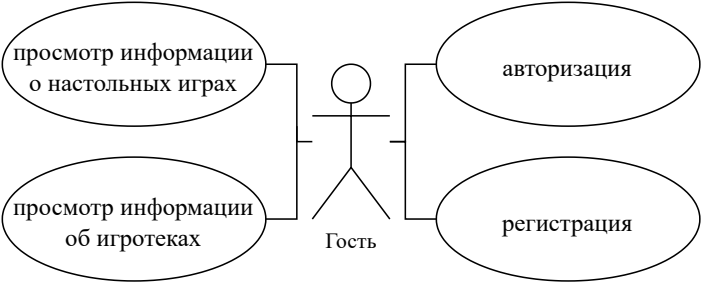 просмотр информации
о настольных играх
авторизация
просмотр информации
об игротеках
Гость
регистрация